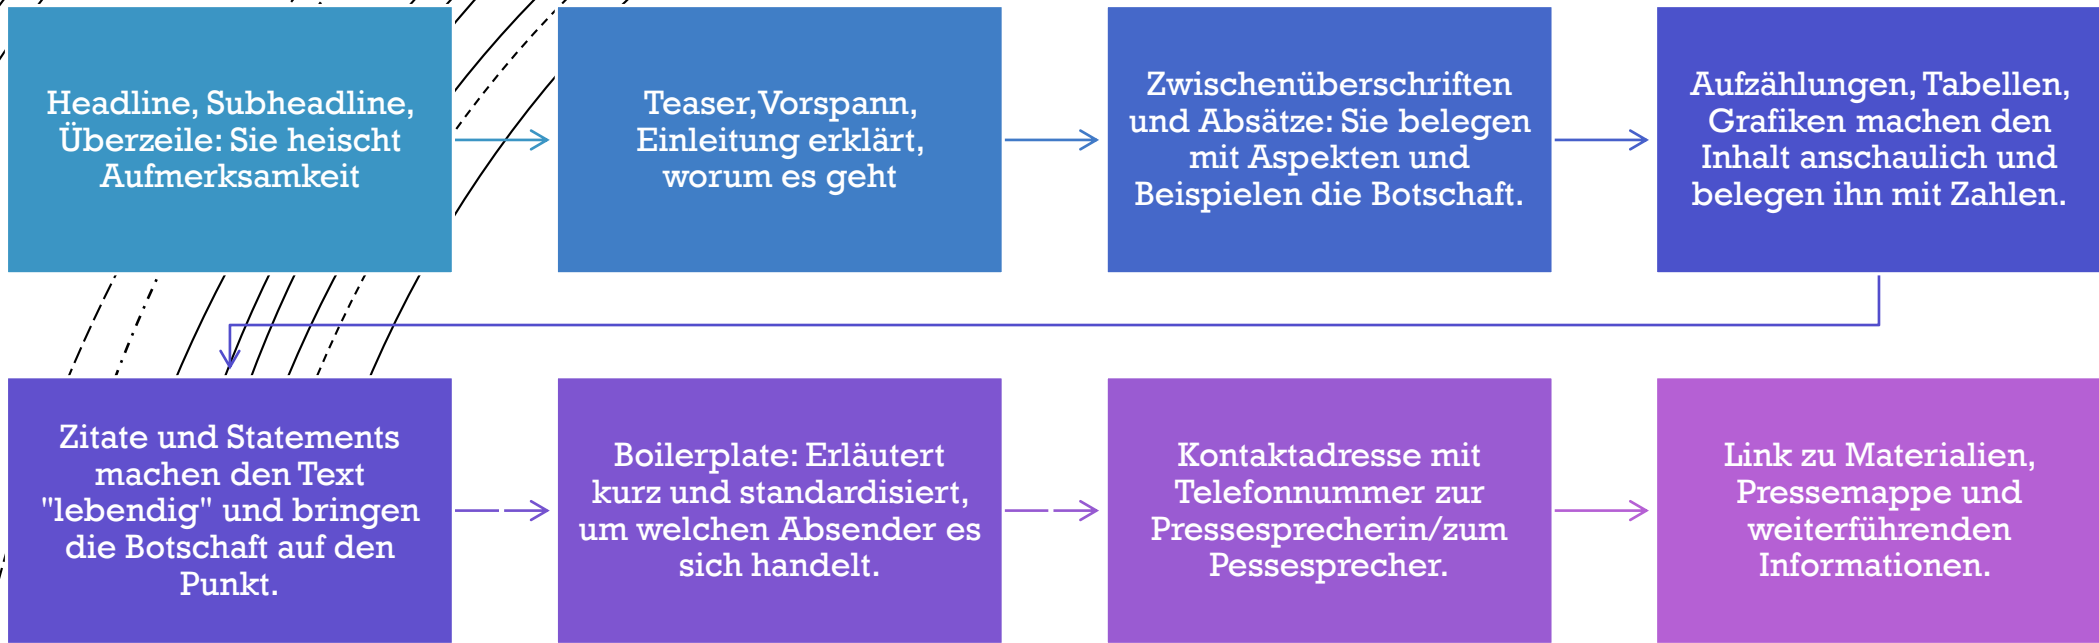 Headline, Subheadline,
Überzeile: Sie heischt
Aufmerksamkeit
Teaser, Vorspann,
Einleitung erklärt,
worum es geht
Zwischenüberschriften
und Absätze: Sie belegen
mit Aspekten und
Beispielen die Botschaft.
Aufzählungen, Tabellen,
Grafiken machen den
Inhalt anschaulich und
belegen ihn mit Zahlen.
Zitate und Statements
machen den Text
"lebendig" und bringen
die Botschaft auf den
Punkt.
Boilerplate: Erläutert
kurz und standardisiert,
um welchen Absender es
sich handelt.
Kontaktadresse mit
Telefonnummer zur
Pressesprecherin/zum
Pessesprecher.
Link zu Materialien,
Pressemappe und
weiterführenden
Informationen.